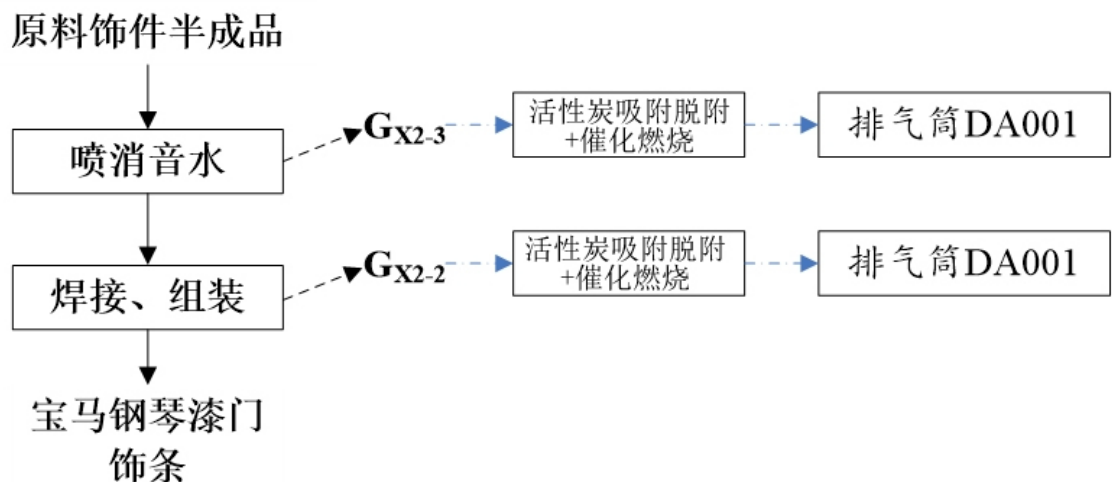 原料饰件半成品
喷消音水
G_X2-3
活性炭吸附脱附
+催化燃烧
排气筒DA001
焊接、组装
G_X2-2
活性炭吸附脱附
+催化燃烧
排气筒DA001
宝马钢琴漆门
饰条